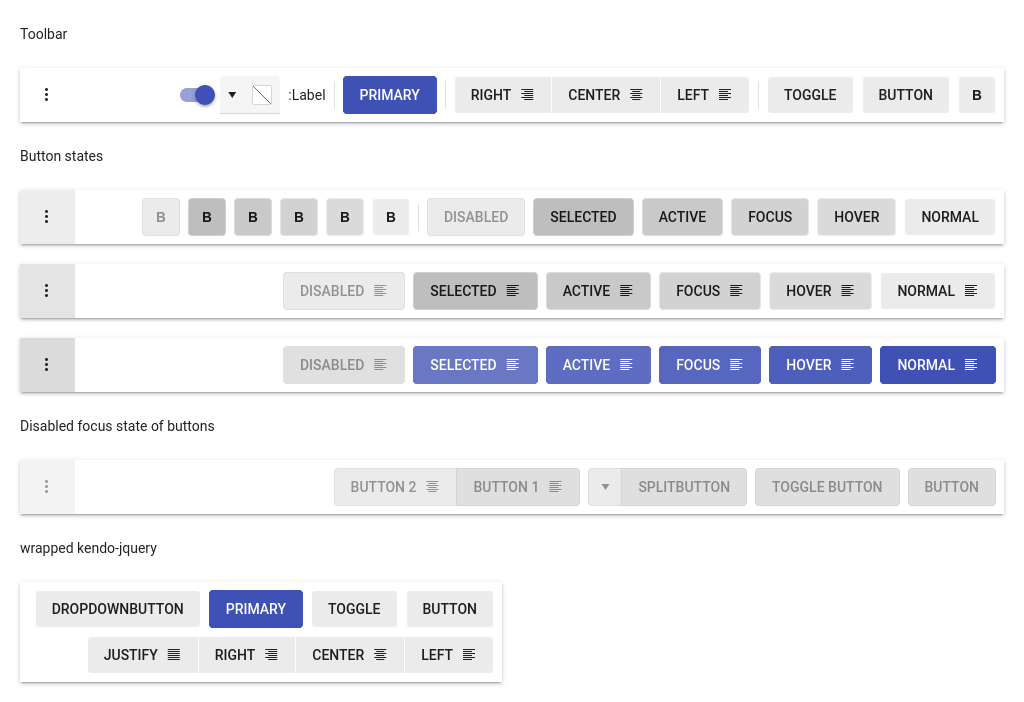 Toolbar
:Label PRIMARY RIGHT CENTER LEFT TOGGLE BUTTON B
Button states
B B B B B B DISABLED SELECTED ACTIVE FOCUS HOVER NORMAL
DISABLED SELECTED ACTIVE FOCUS HOVER NORMAL
DISABLED SELECTED ACTIVE FOCUS HOVER NORMAL
Disabled focus state of buttons
BUTTON 2 BUTTON 1 SPLITBUTTON TOGGLE BUTTON BUTTON
wrapped kendo-jquery
DROPDOWNBUTTON PRIMARY TOGGLE BUTTON
JUSTIFY RIGHT CENTER LEFT